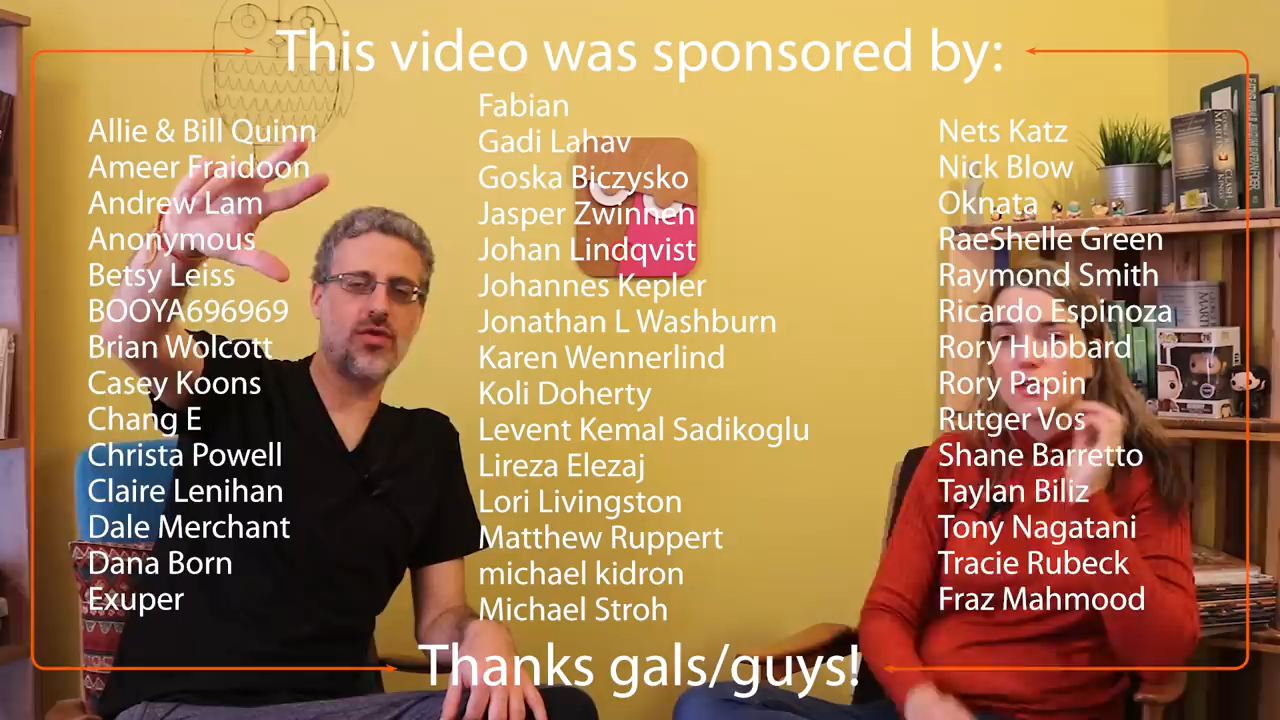 This video was sponsored by:
Allie & Bill Quinn
Ameer Fraidoon
Andrew Lam
Anonymous
Betsy Leiss
BOOYA696969
Brian Wolcott
Casey Koons
Chang E
Christa Powell
Claire Lenihan
Dale Merchant
Dana Born
Exuper
Fabian
Gadi Lahav
Goska Biczysko
Jasper Zwinnen
Johan Lindqvist
Johannes Kepler
Jonathan L Washburn
Karen Wennerlind
Koli Doherty
Levent Kemal Sadikoglu
Lireza Elezaj
Lori Livingston
Matthew Ruppert
michael kidron
Michael Stroh
Nets Katz
Nick Blow
Oknata
RaeShelle Green
Raymond Smith
Ricardo Espinoza
Rory Hubbard
Rory Papin
Rutger Vos
Shane Barretto
Taylan Biliz
Tony Nagatani
Tracie Rubeck
Fraz Mahmood
Thanks gals/guys!